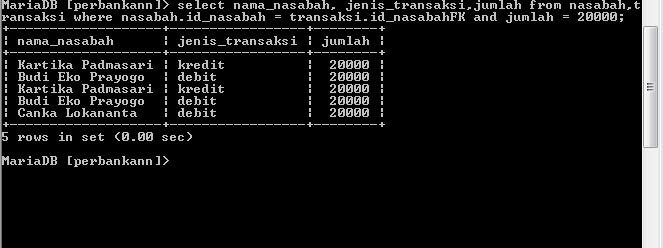 MariaDB [perbankann]> select nama_nasabah, jenis_transaksi,jumlah from nasabah,t
ransaksi where nasabah.id_nasabah = transaksi.id_nasabahFK and jumlah = 20000;
+-------------------+-----------------+--------+
| nama_nasabah | jenis_transaksi | jumlah |
+-------------------+-----------------+--------+
| Kartika Padmasari | kredit | 20000 |
| Budi Eko Prayogo | debit | 20000 |
| Kartika Padmasari | kredit | 20000 |
| Budi Eko Prayogo | debit | 20000 |
| Canka Lokananta | debit | 20000 |
+-------------------+-----------------+--------+
5 rows in set (0.00 sec)
MariaDB [perbankann]>